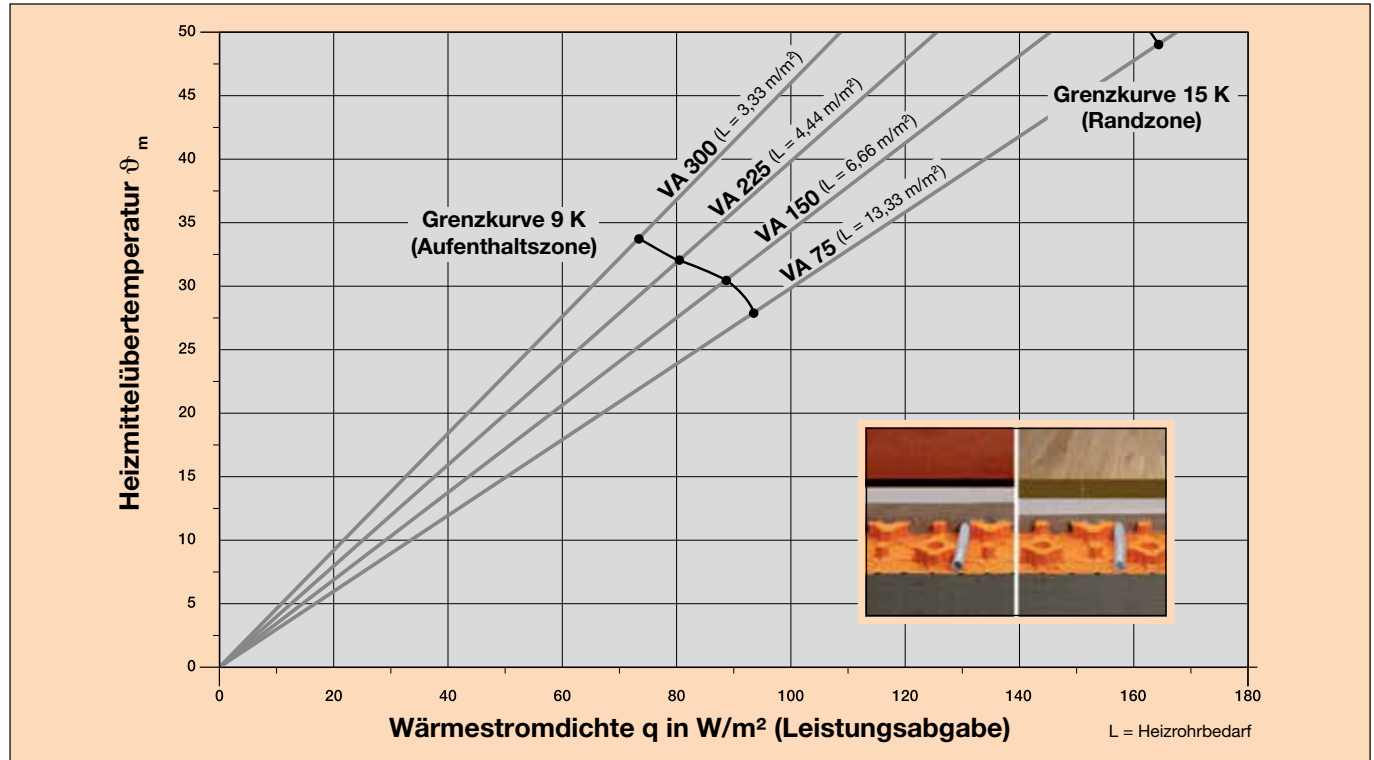 50
45
40
35
30
25
20
15
10
5
0
Heizmittelübertemperatur ϑ m
VA 300 (L = 3,33 m/m²)
VA 225 (L = 4,44 m/m²)
VA 150 (L = 6,66 m/m²)
VA 75 (L = 13,33 m/m²)
Grenzkurve 15 K
(Randzone)
Grenzkurve 9 K
(Aufenthaltszone)
0 20 40 60 80 100 120 140 160 180
Wärmestromdichte q in W/m² (Leistungsabgabe)
L = Heizrohrbedarf